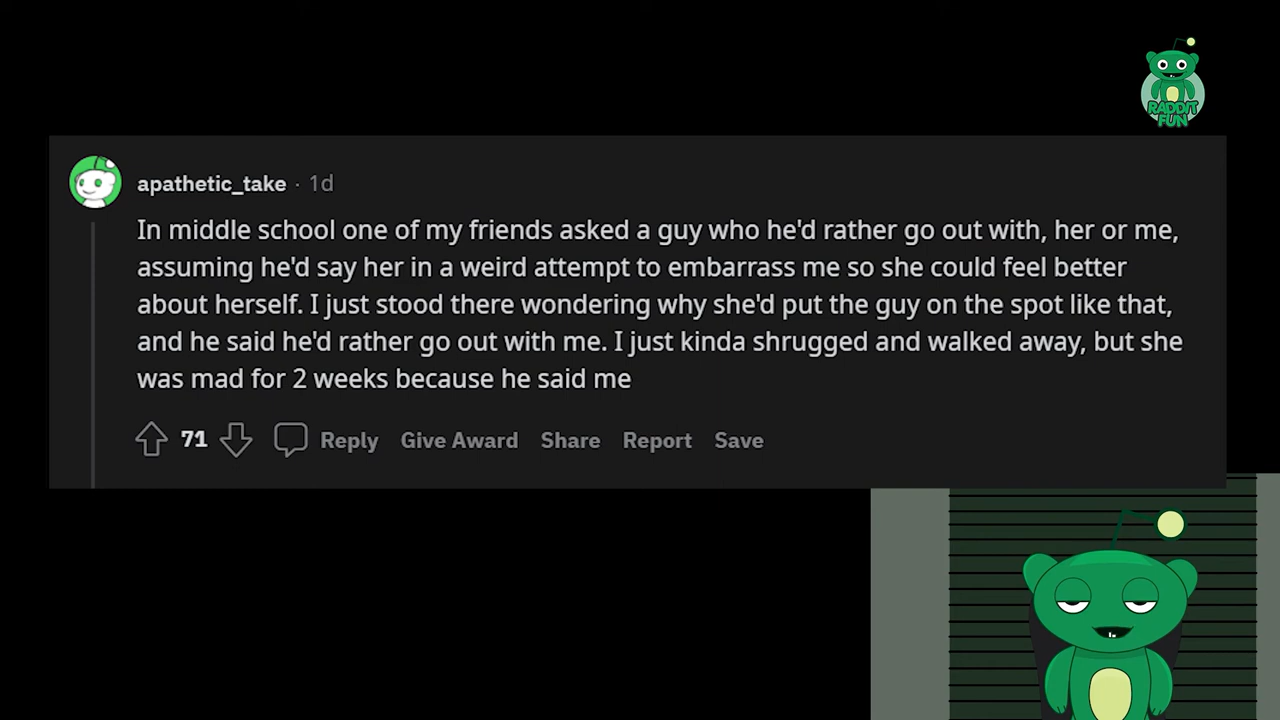 RADDIT
FUN
apathetic_take · 1d
In middle school one of my friends asked a guy who he'd rather go out with, her or me,
assuming he'd say her in a weird attempt to embarrass me so she could feel better
about herself. I just stood there wondering why she'd put the guy on the spot like that,
and he said he'd rather go out with me. I just kinda shrugged and walked away, but she
was mad for 2 weeks because he said me
71 Reply Give Award Share Report Save